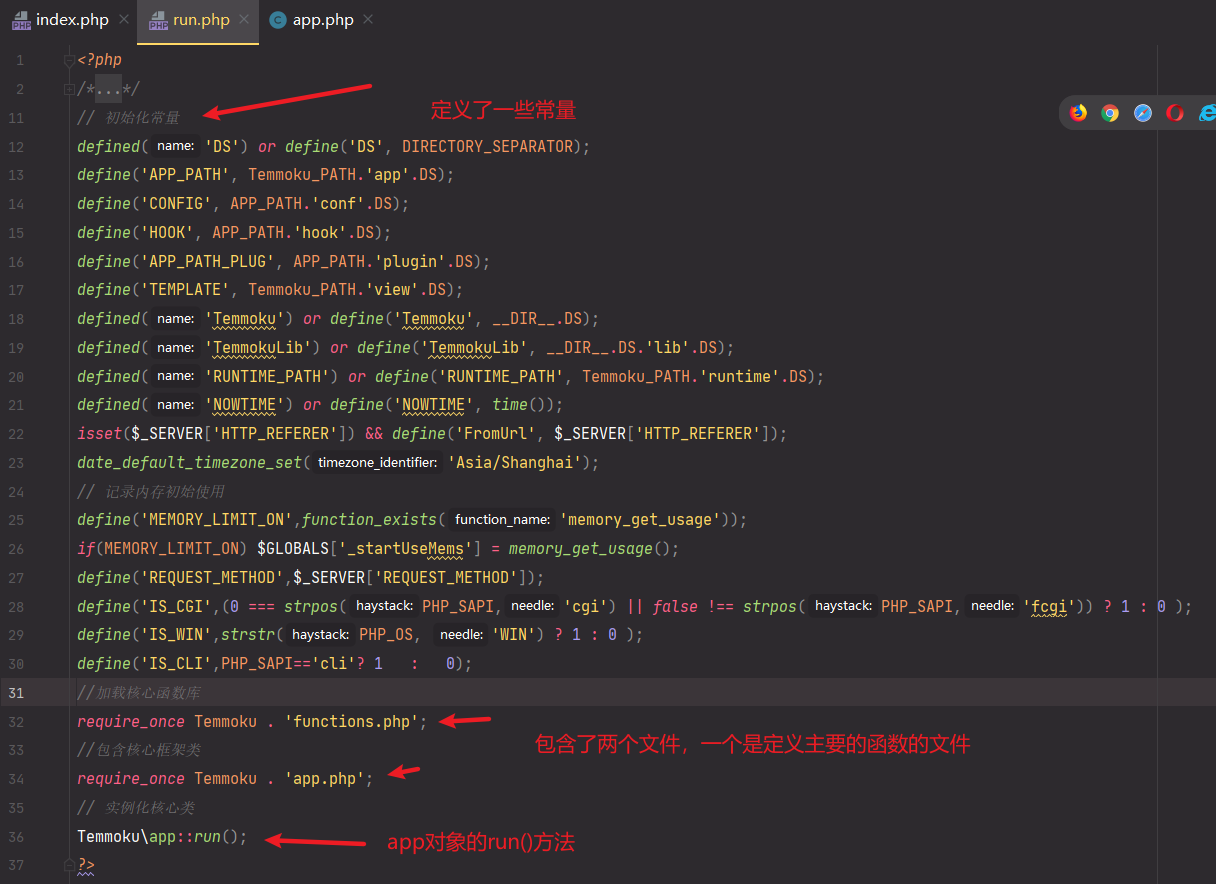 index.php run.php app.php
1 <?php
2 /*...*/
11 // 初始化常量
定义了一些常量
12 defined( name: 'DS') or define('DS', DIRECTORY_SEPARATOR);
13 define('APP_PATH', Temmoku_PATH.'app'.DS);
14 define('CONFIG', APP_PATH.'conf'.DS);
15 define('HOOK', APP_PATH.'hook'.DS);
16 define('APP_PATH_PLUG', APP_PATH.'plugin'.DS);
17 define('TEMPLATE', Temmoku_PATH.'view'.DS);
18 defined( name: 'Temmoku') or define('Temmoku', __DIR__.DS);
19 defined( name: 'TemmokuLib') or define('TemmokuLib', __DIR__.DS.'lib'.DS);
20 defined( name: 'RUNTIME_PATH') or define('RUNTIME_PATH', Temmoku_PATH.'runtime'.DS);
21 defined( name: 'NOWTIME') or define('NOWTIME', time());
22 isset($_SERVER['HTTP_REFERER']) && define('FromUrl', $_SERVER['HTTP_REFERER']);
23 date_default_timezone_set( timezone_identifier: 'Asia/Shanghai');
24 // 记录内存初始使用
25 define('MEMORY_LIMIT_ON',function_exists( function_name: 'memory_get_usage'));
26 if(MEMORY_LIMIT_ON) $GLOBALS['_startUseMems'] = memory_get_usage();
27 define('REQUEST_METHOD',$_SERVER['REQUEST_METHOD']);
28 define('IS_CGI',(0 === strpos( haystack: PHP_SAPI, needle: 'cgi') || false !== strpos( haystack: PHP_SAPI, needle: 'fcgi')) ? 1 : 0 );
29 define('IS_WIN',strstr( haystack: PHP_OS, needle: 'WIN') ? 1 : 0 );
30 define('IS_CLI',PHP_SAPI=='cli'? 1   :   0);
31 //加载核心函数库
32 require_once Temmoku . 'functions.php';
33 //包含核心框架类
包含了两个文件，一个是定义主要的函数的文件
34 require_once Temmoku . 'app.php';
35 // 实例化核心类
36 Temmoku\app::run();
app对象的run()方法
37 ?>